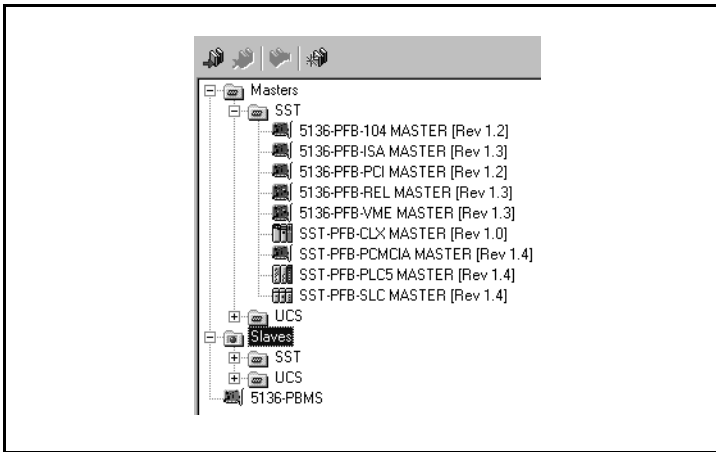 Masters
SST
5136-PFB-104 MASTER [Rev 1.2]
5136-PFB-ISA MASTER [Rev 1.3]
5136-PFB-PCI MASTER [Rev 1.2]
5136-PFB-REL MASTER [Rev 1.3]
5136-PFB-VME MASTER [Rev 1.3]
SST-PFB-CLX MASTER [Rev 1.0]
SST-PFB-PCMCIA MASTER [Rev 1.4]
SST-PFB-PLC5 MASTER [Rev 1.4]
SST-PFB-SLC MASTER [Rev 1.4]
UCS
Slaves
SST
UCS
5136-PBMS